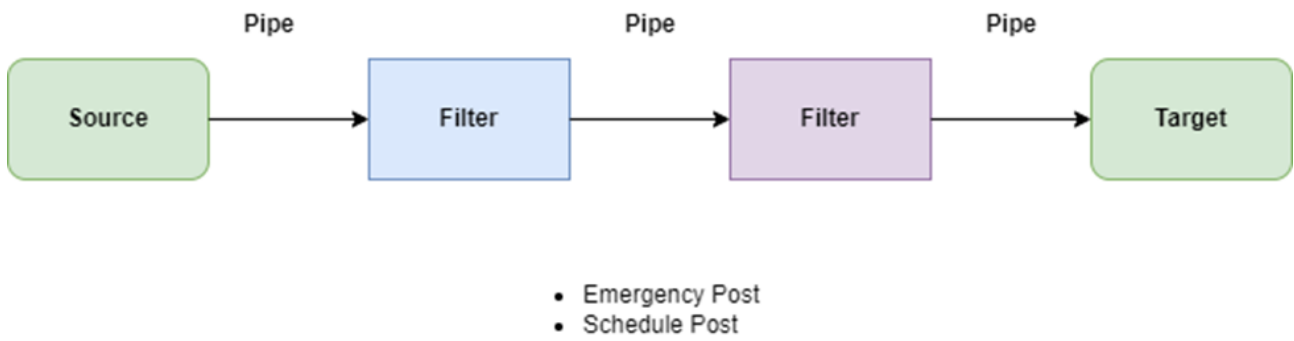 Pipe Pipe Pipe
Source Filter Filter Target
• Emergency Post
• Schedule Post